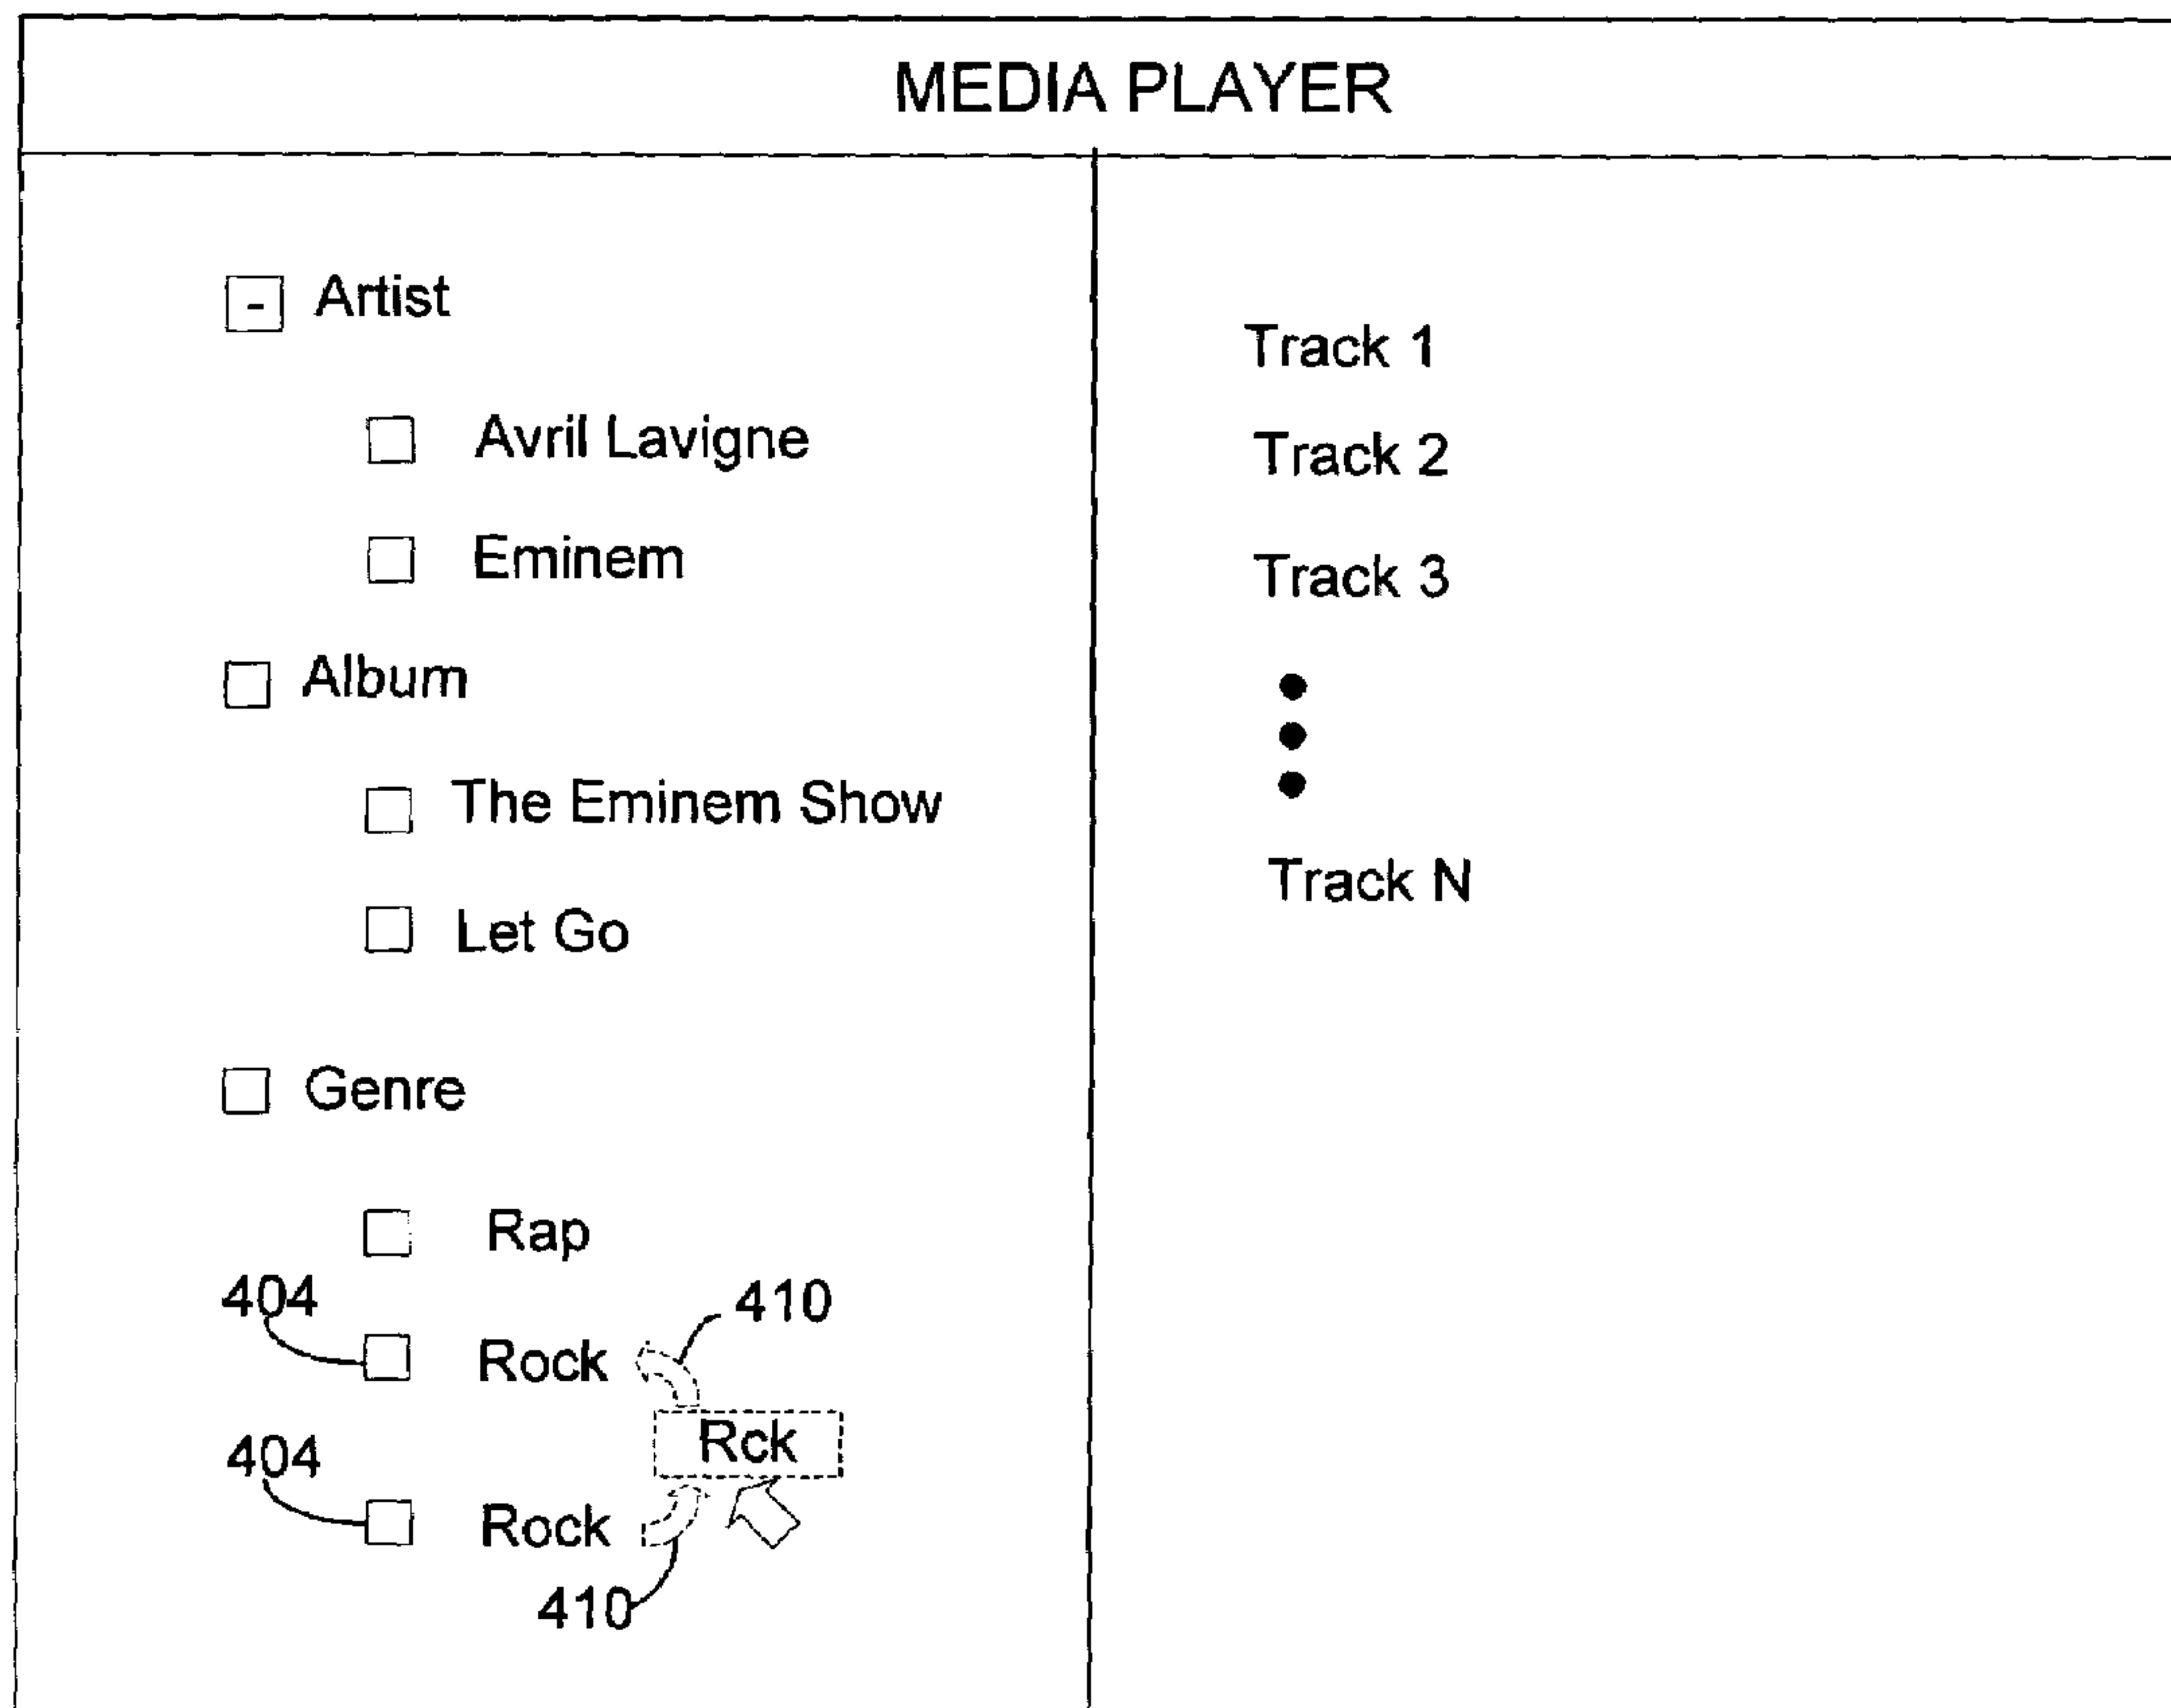 MEDIA PLAYER
- Artist
Avril Lavigne
Eminem
Album
The Eminem Show
Let Go
Genre
Rap
404
Rock
410
Rck
404
Rock
410
Track 1
Track 2
Track 3
Track N